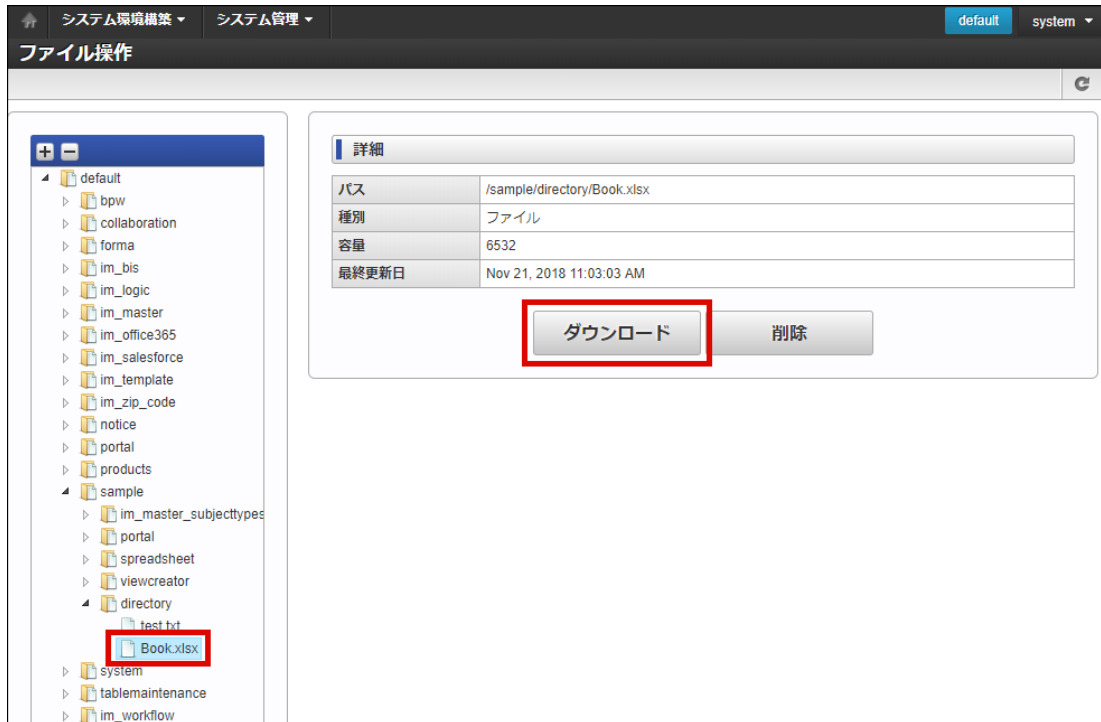 システム環境構築 ▼ システム管理 ▼ default system ▼
ファイル操作
default
bpw
collaboration
forma
im_bis
im_logic
im_master
im_office365
im_salesforce
im_template
im_zip_code
notice
portal
products
sample
im_master_subjecttypes
portal
spreadsheet
viewcreator
directory
test.txt
Book.xlsx
system
tablemaintenance
im_workflow
詳細
パス /sample/directory/Book.xlsx
種別 ファイル
容量 6532
最終更新日 Nov 21, 2018 11:03:03 AM
ダウンロード 削除